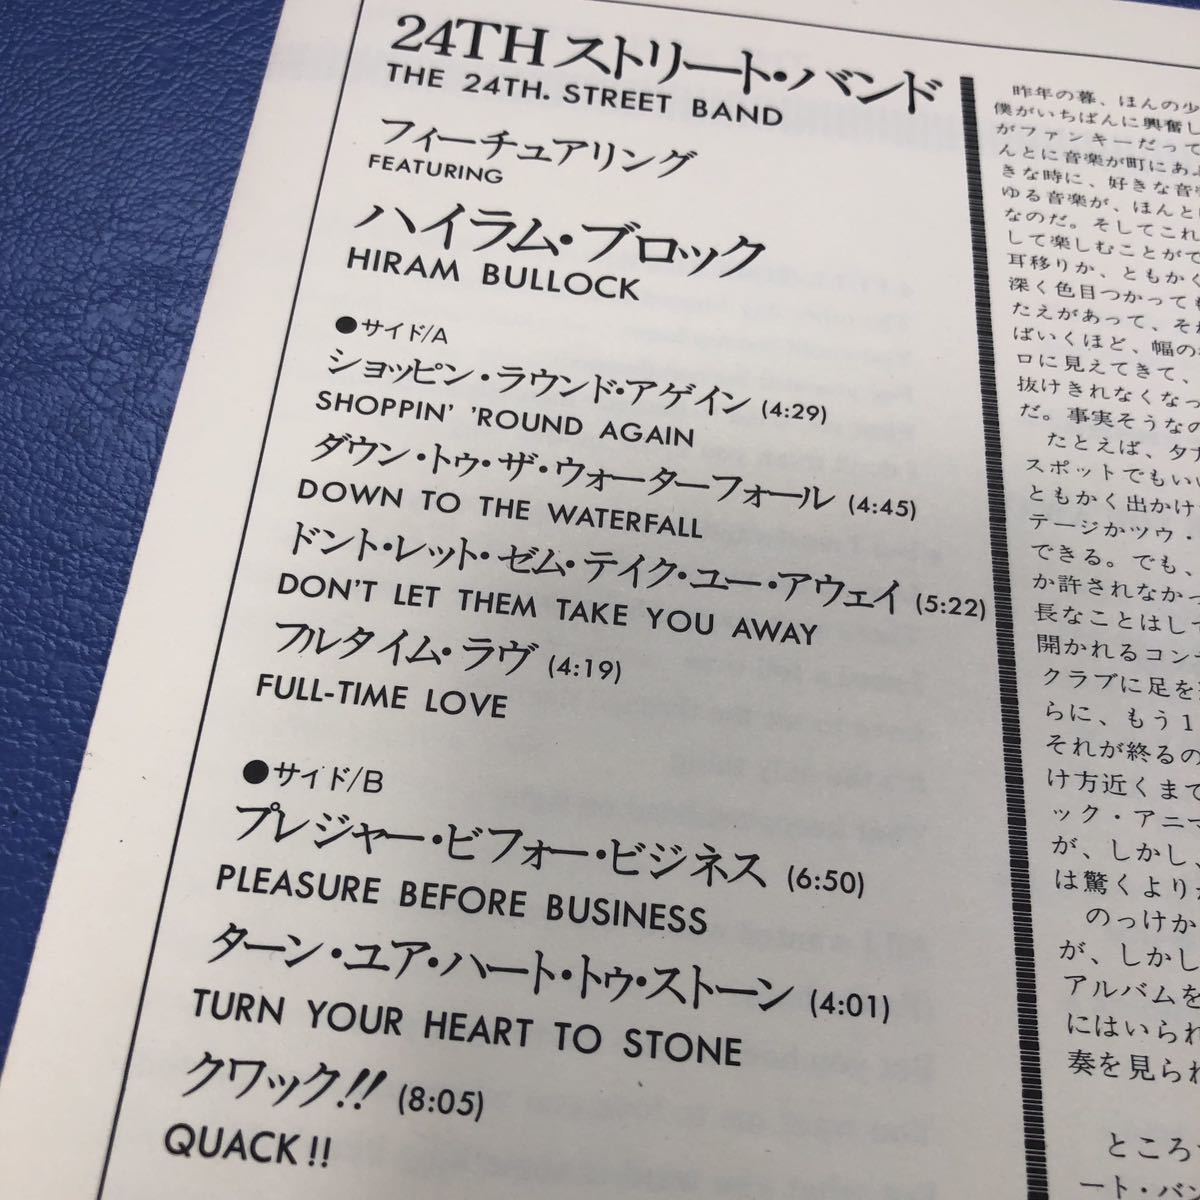 24THストリート・バンド
THE 24TH. STREET BAND
フィーチュアリング
FEATURING
ハイラム・ブロック
HIRAM BULLOCK
●サイド/A
ショッピン・ラウンド・アゲイン (4:29)
SHOPPIN' 'ROUND AGAIN
ダウン・トゥ・ザ・ウォーターフォール (4:45)
DOWN TO THE WATERFALL
ドント・レット・ゼム・テイク・ユー・アウェイ (5:22)
DON'T LET THEM TAKE YOU AWAY
フルタイム・ラヴ (4:19)
FULL-TIME LOVE
●サイド/B
プレジャー・ビフォー・ビジネス (6:50)
PLEASURE BEFORE BUSINESS
ターン・ユア・ハート・トゥ・ストーン (4:01)
TURN YOUR HEART TO STONE
クワック!! (8:05)
QUACK!!
昨年の暮、ほんの少
僕がいちばんに興奮し
がファンキーだって
んとに音楽が町にあふ
きな時に、好きな音楽
ゆる音楽が、ほんと
なのだ。そしてこれ
して楽しむことがで
耳移りか、ともかく
深く色目つかっても
たえがあって、それ
ばいくほど、幅の
ロに見えてきて、
抜けきれなくなっ
だ。事実そうなの
たとえば、タナ
スポットでもいい
ともかく出かけ
テージかツウ・
できる。でも、
か許されなかっ
長なことはして
開かれるコンサ
クラブに足を
らに、もう1
それが終るの
け方近くまで
ック・アニマ
が、しかし、
は驚くより
のっけから
が、しかし
アルバムを
にはいられ
奏を見られ
ところで
ート・バン